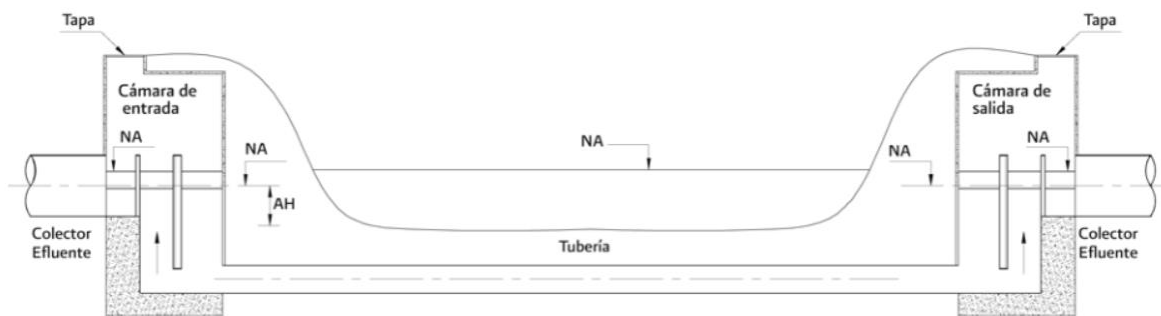 Tapa
Tapa
Cámara de
entrada
Cámara de
salida
NA
NA
NA
NA
NA
AH
Colector
Efluente
Tubería
Colector
Efluente